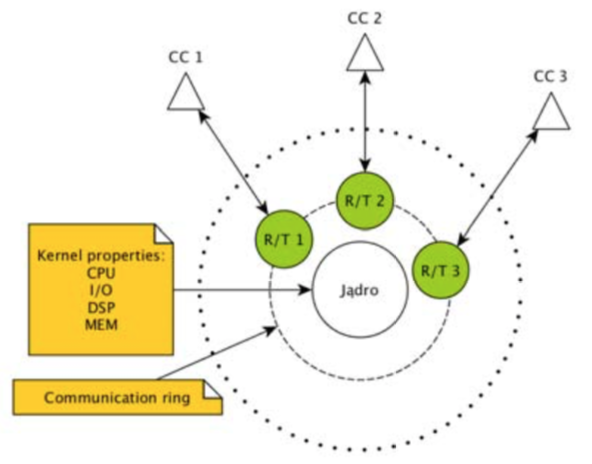 CC 2
CC 1
CC 3
R/T 2
R/T 1
R/T 3
Kernel properties:
CPU
I/O
DSP
MEM
Jądro
Communication ring